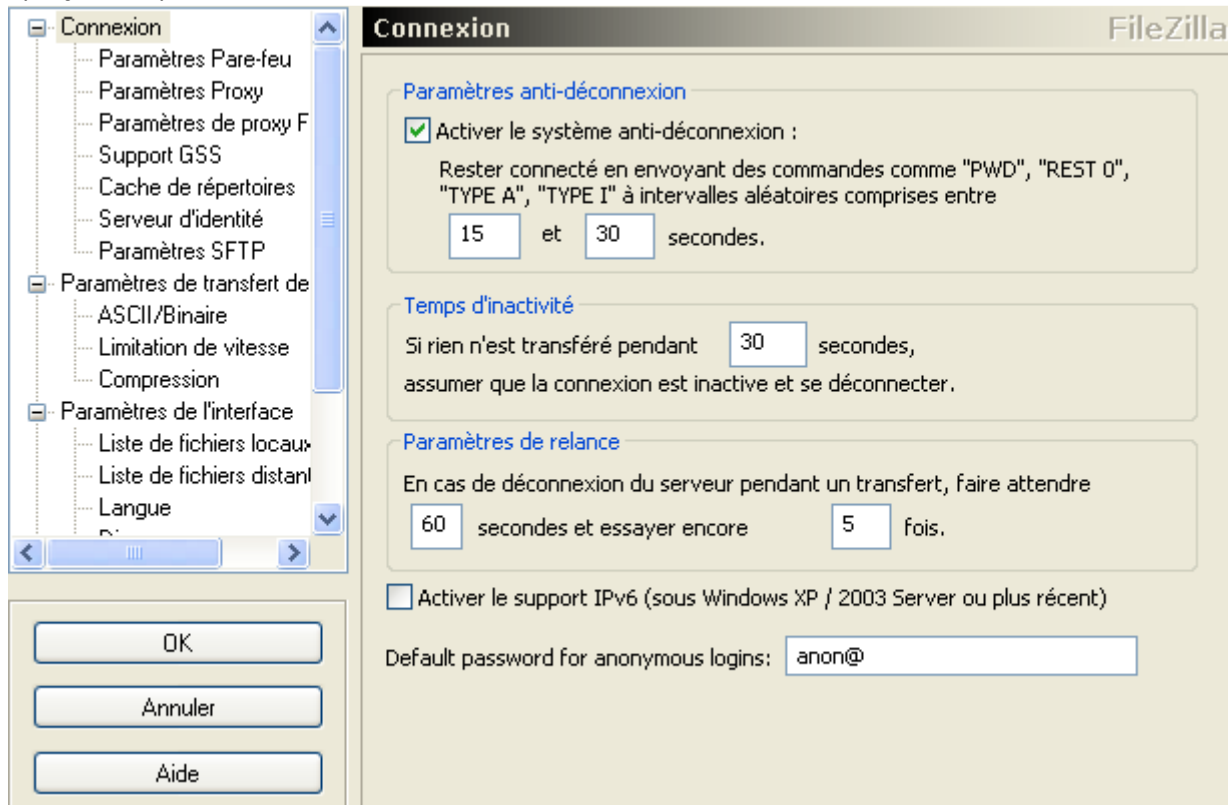 Connexion
Paramètres Pare-feu
Paramètres Proxy
Paramètres de proxy F
Support GSS
Cache de répertoires
Serveur d'identité
Paramètres SFTP
Paramètres de transfert de
ASCII/Binaire
Limitation de vitesse
Compression
Paramètres de l'interface
Liste de fichiers locaux
Liste de fichiers distant
Langue
OK
Annuler
Aide
Connexion
FileZilla
Paramètres anti-déconnexion
Activer le système anti-déconnexion :
Rester connecté en envoyant des commandes comme "PWD", "REST 0",
"TYPE A", "TYPE I" à intervalles aléatoires comprises entre
15 et 30 secondes.
Temps d'inactivité
Si rien n'est transféré pendant 30 secondes,
assumer que la connexion est inactive et se déconnecter.
Paramètres de relance
En cas de déconnexion du serveur pendant un transfert, faire attendre
60 secondes et essayer encore 5 fois.
Activer le support IPv6 (sous Windows XP / 2003 Server ou plus récent)
Default password for anonymous logins: anon@